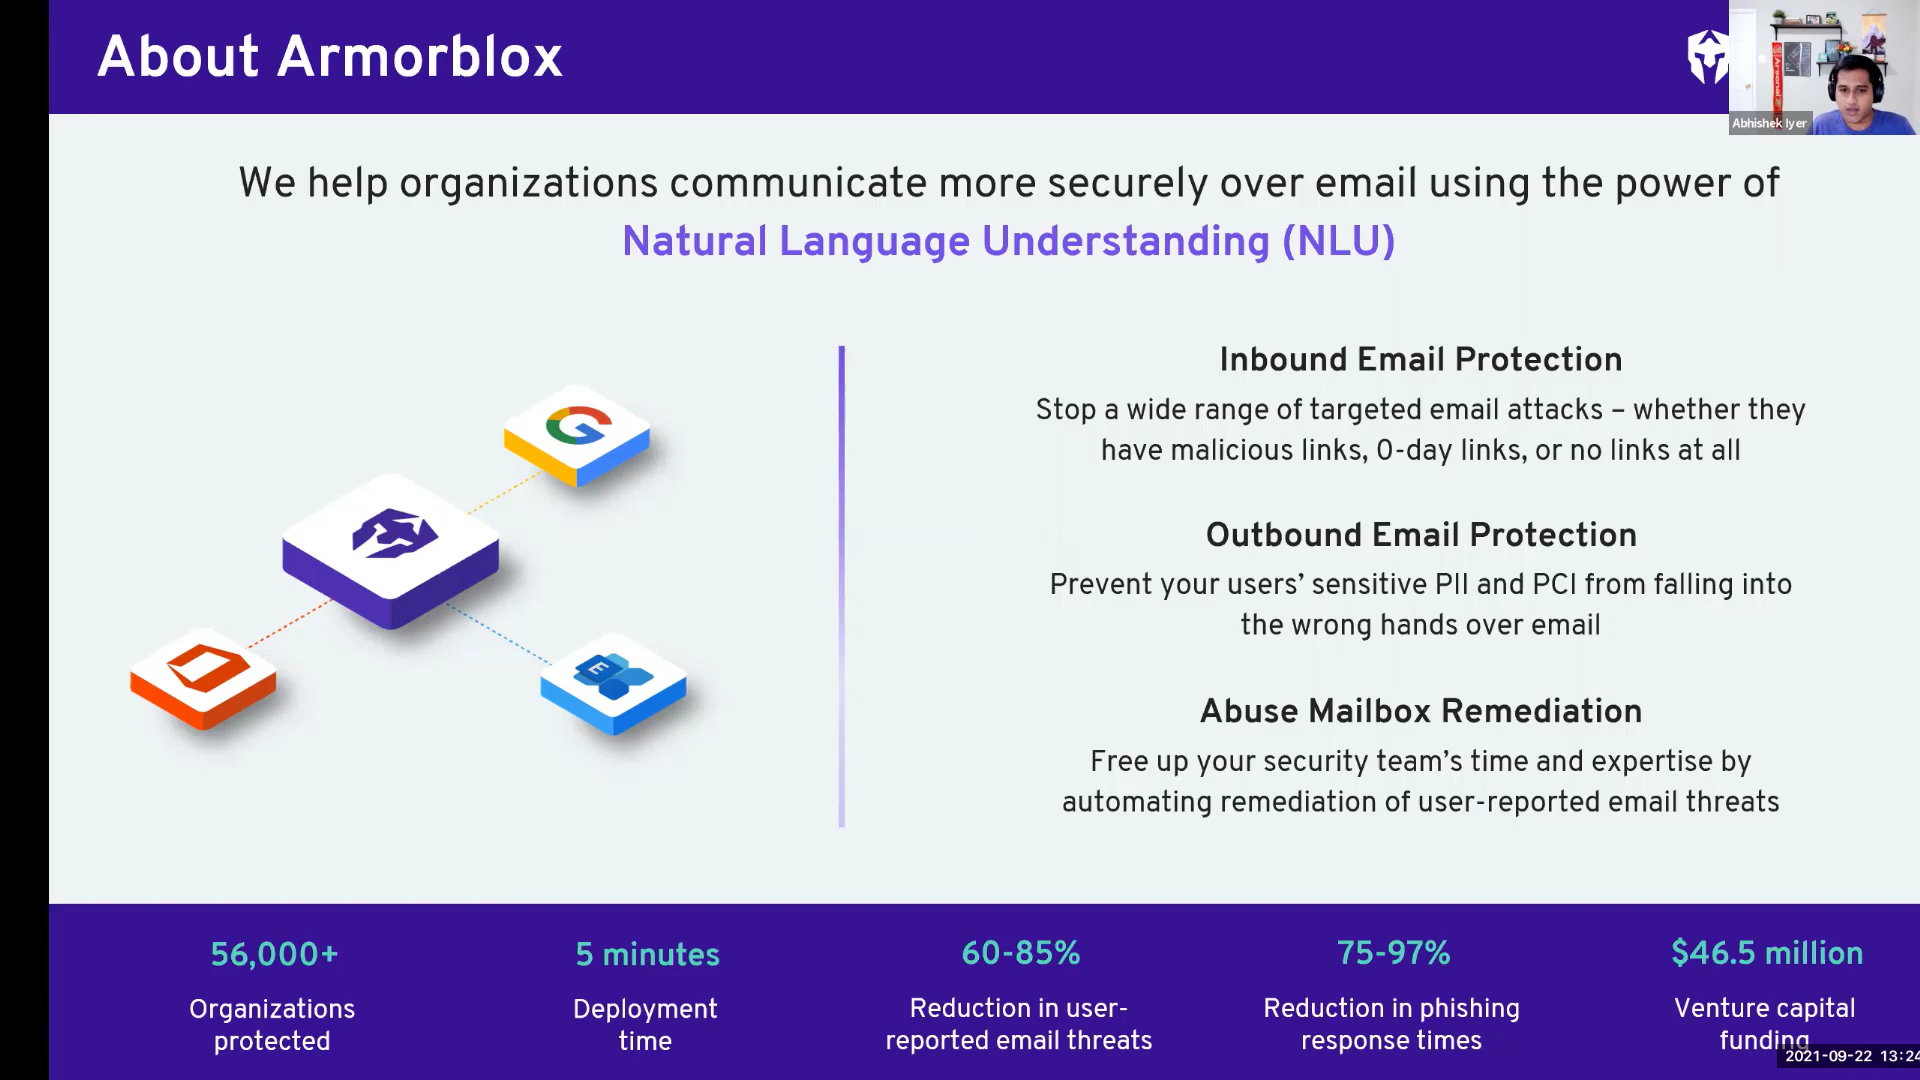 About Armorblox
Abhishek Iyer
We help organizations communicate more securely over email using the power of
Natural Language Understanding (NLU)
Inbound Email Protection
Stop a wide range of targeted email attacks – whether they
have malicious links, 0-day links, or no links at all
Outbound Email Protection
Prevent your users’ sensitive PII and PCI from falling into
the wrong hands over email
Abuse Mailbox Remediation
Free up your security team’s time and expertise by
automating remediation of user-reported email threats
E
56,000+
Organizations
protected
5 minutes
Deployment
time
60-85%
Reduction in user-
reported email threats
75-97%
Reduction in phishing
response times
$46.5 million
Venture capital
funding
2021-09-22 13:24